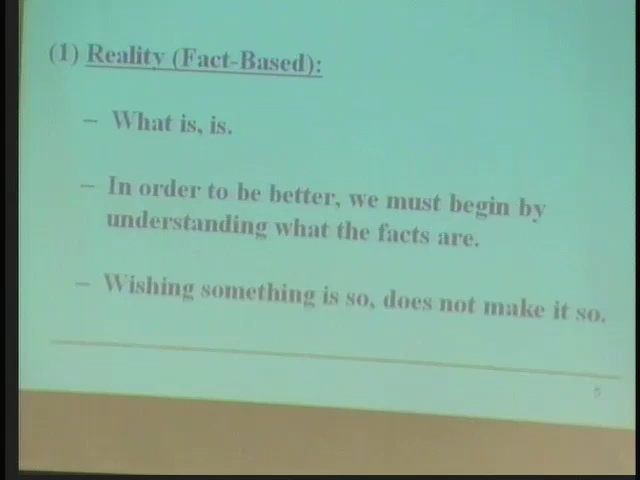 (1) Reality (Fact-Based):
– What is, is.
– In order to be better, we must begin by
understanding what the facts are.
– Wishing something is so, does not make it so.
5